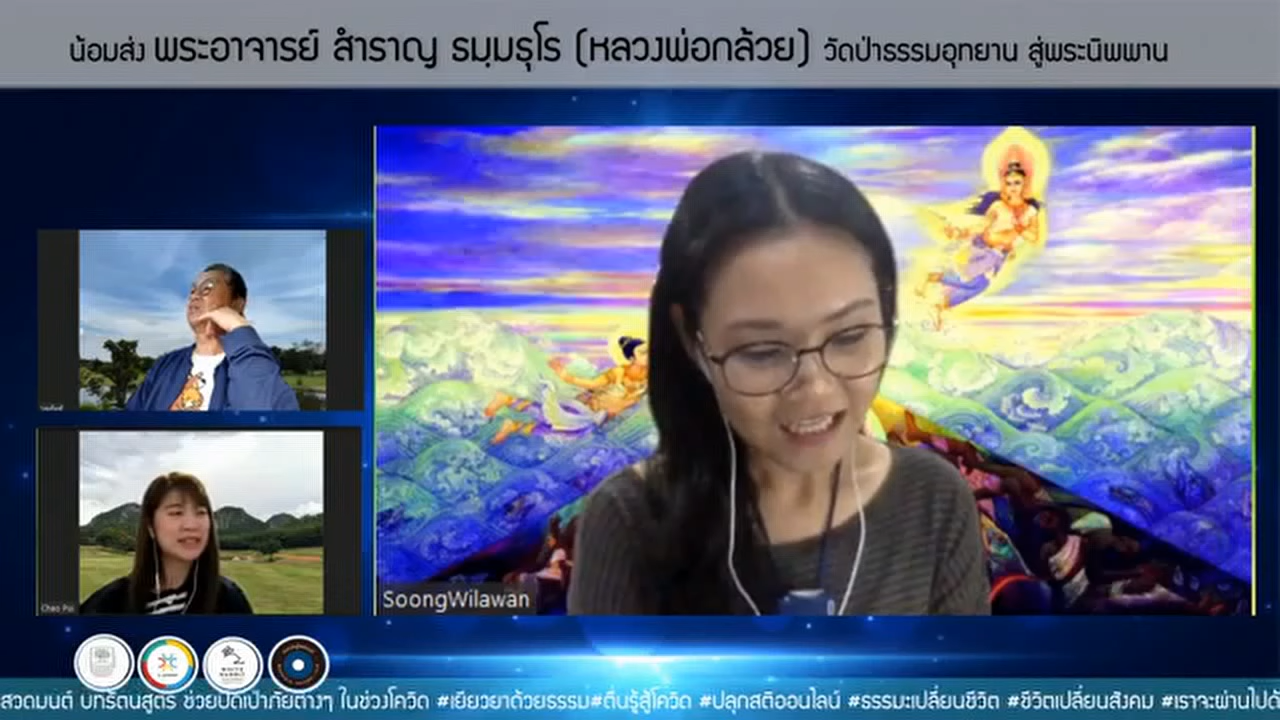 น้อมส่ง พระอาจารย์ สำราญ ธมฺมธุโร (หลวงพ่อกล้วย) วัดป่าธรรมอุทยาน สู่พระนิพพาน
Chao Pui
SoongWilawan
สวดมนต์ บทรัตนสูตร ช่วยปัดเป่าภัยต่างๆ ในช่วงโควิด #เยียวยาด้วยธรรม#ตื่นรู้สู้โควิด #ปลุกสติออนไลน์ #ธรรมะเปลี่ยนชีวิต #ชีวิตเปลี่ยนสังคม #เราจะผ่านไปด้